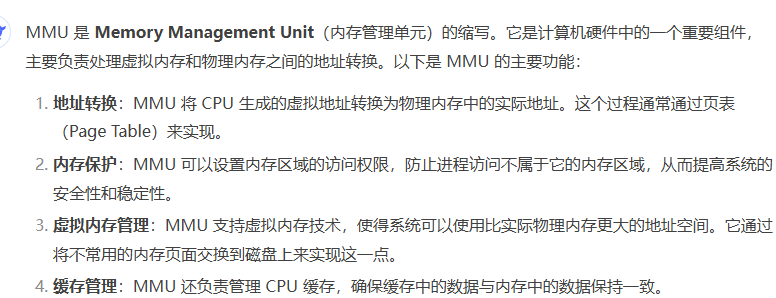 MMU 是 Memory Management Unit（内存管理单元）的缩写。它是计算机硬件中的一个重要组件，
主要负责处理虚拟内存和物理内存之间的地址转换。以下是 MMU 的主要功能：
1. 地址转换：MMU 将 CPU 生成的虚拟地址转换为物理内存中的实际地址。这个过程通常通过页表
（Page Table）来实现。
2. 内存保护：MMU 可以设置内存区域的访问权限，防止进程访问不属于它的内存区域，从而提高系统的
安全性和稳定性。
3. 虚拟内存管理：MMU 支持虚拟内存技术，使得系统可以使用比实际物理内存更大的地址空间。它通过
将不常用的内存页面交换到磁盘上来实现这一点。
4. 缓存管理：MMU 还负责管理 CPU 缓存，确保缓存中的数据与内存中的数据保持一致。